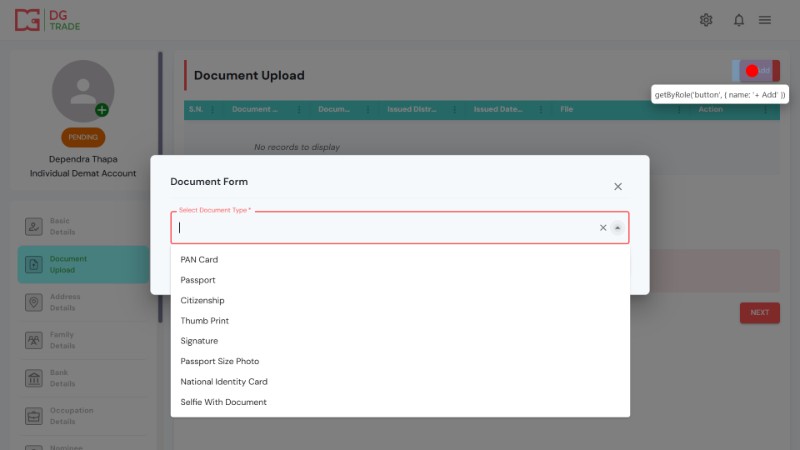 DG
TRADE
Document Upload
getByRole('button', { name: '+ Add' })
S.N.
Document ...
Docum...
Issued Distr...
Issued Date...
File
Action
No records to display
PENDING
Dependra Thapa
Individual Demat Account
Basic
Details
Document
Upload
Address
Details
Family
Details
Bank
Details
Occupation
Details
Nominee
Document Form
Select Document Type *
PAN Card
Passport
Citizenship
Thumb Print
Signature
Passport Size Photo
National Identity Card
Selfie With Document
NEXT